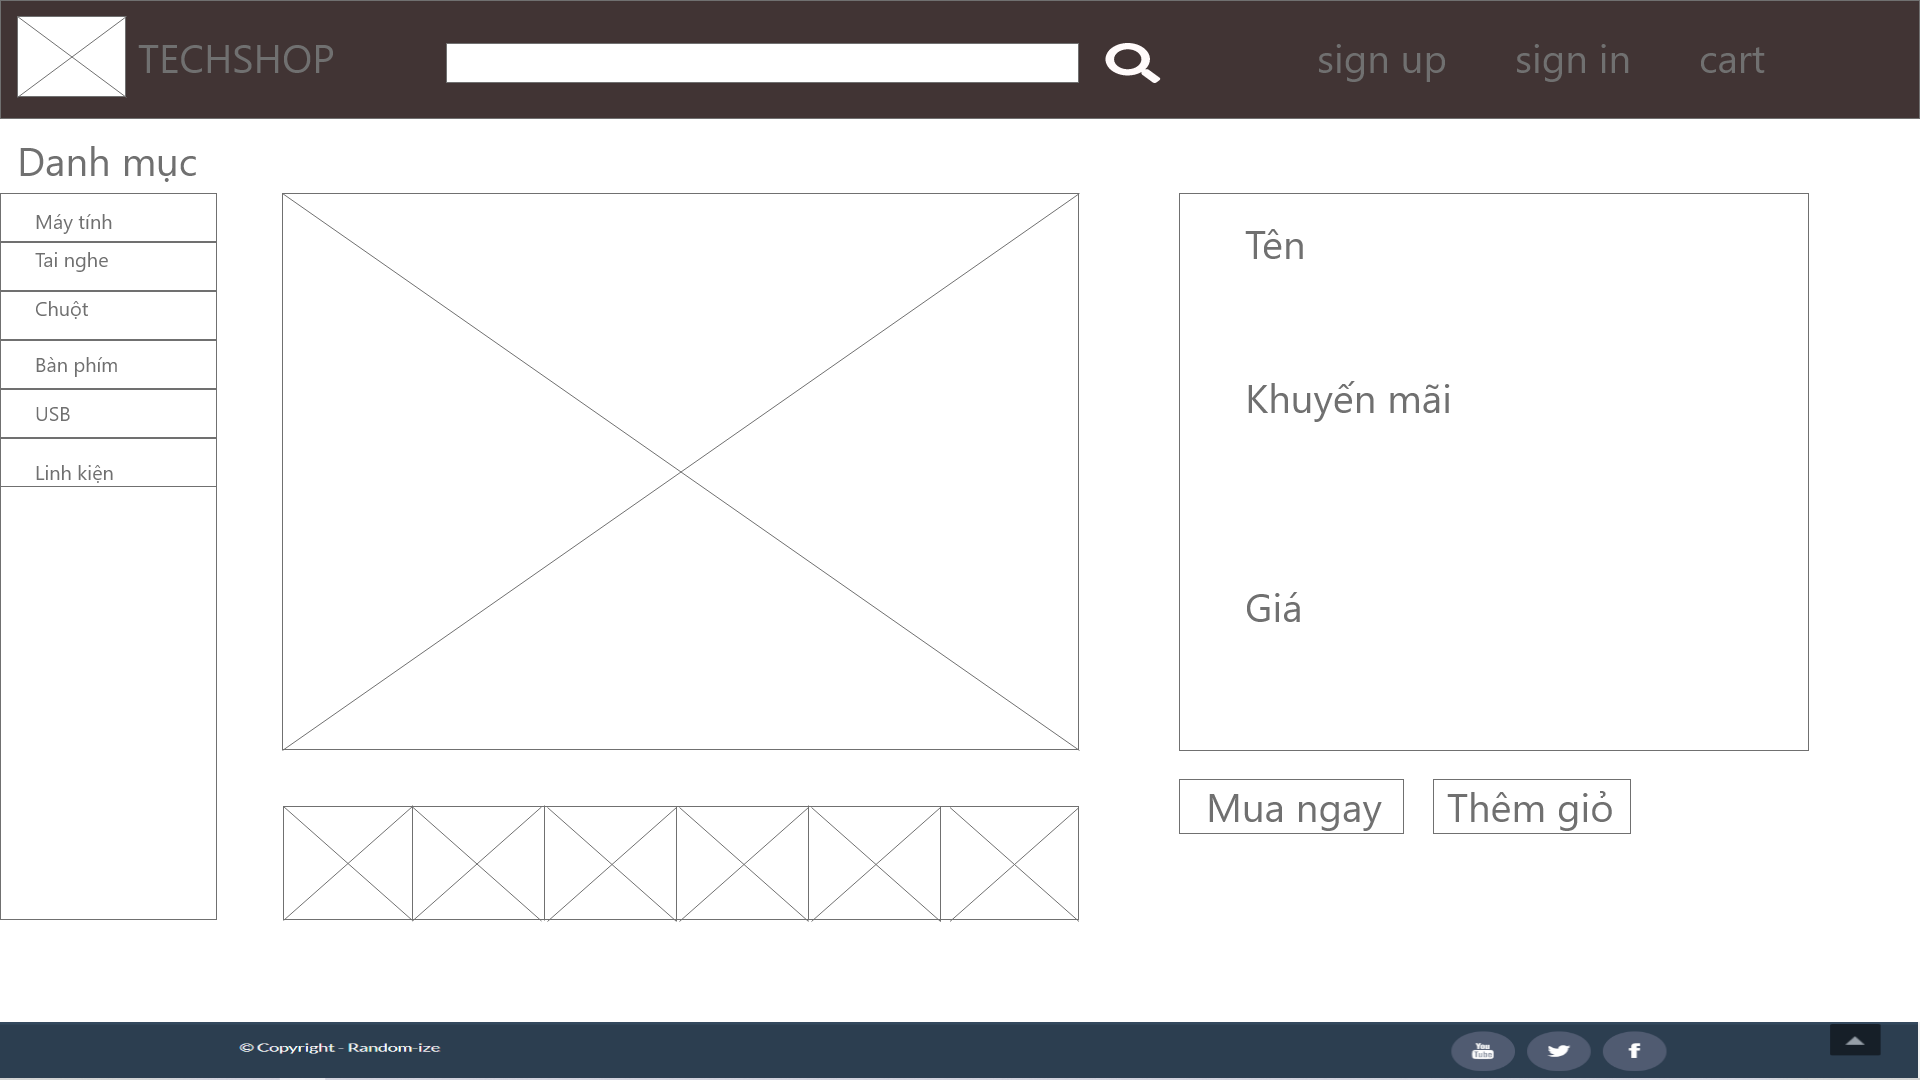 TECHSHOP
sign up
sign in
cart
Danh mục
Máy tính
Tai nghe
Chuột
Bàn phím
USB
Linh kiện
Tên
Khuyến mãi
Giá
Mua ngay
Thêm giỏ
© Copyright - Random-ize
You
Tube